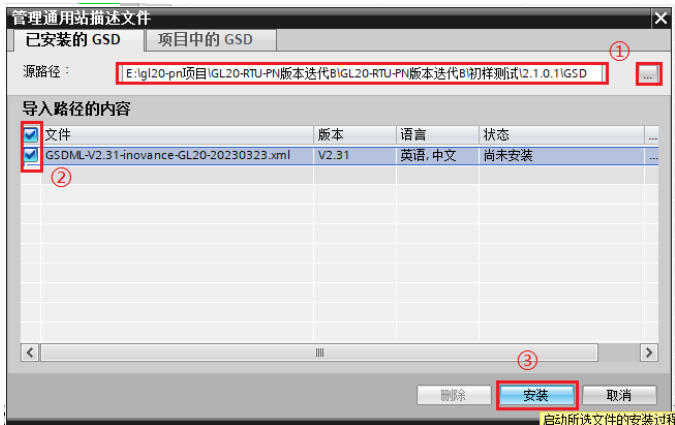 管理通用站描述文件
已安装的 GSD
项目中的 GSD
①
源路径：
E:\gl20-pn项目\GL20-RTU-PN版本迭代B\GL20-RTU-PN版本迭代B\初样测试\2.1.0.1\GSD
...
导入路径的内容
文件 版本 语言 状态 ...
GSDML-V2.31-inovance-GL20-20230323.xml V2.31 英语, 中文 尚未安装 ...
②
③
删除 安装 取消
启动所选文件的安装过程